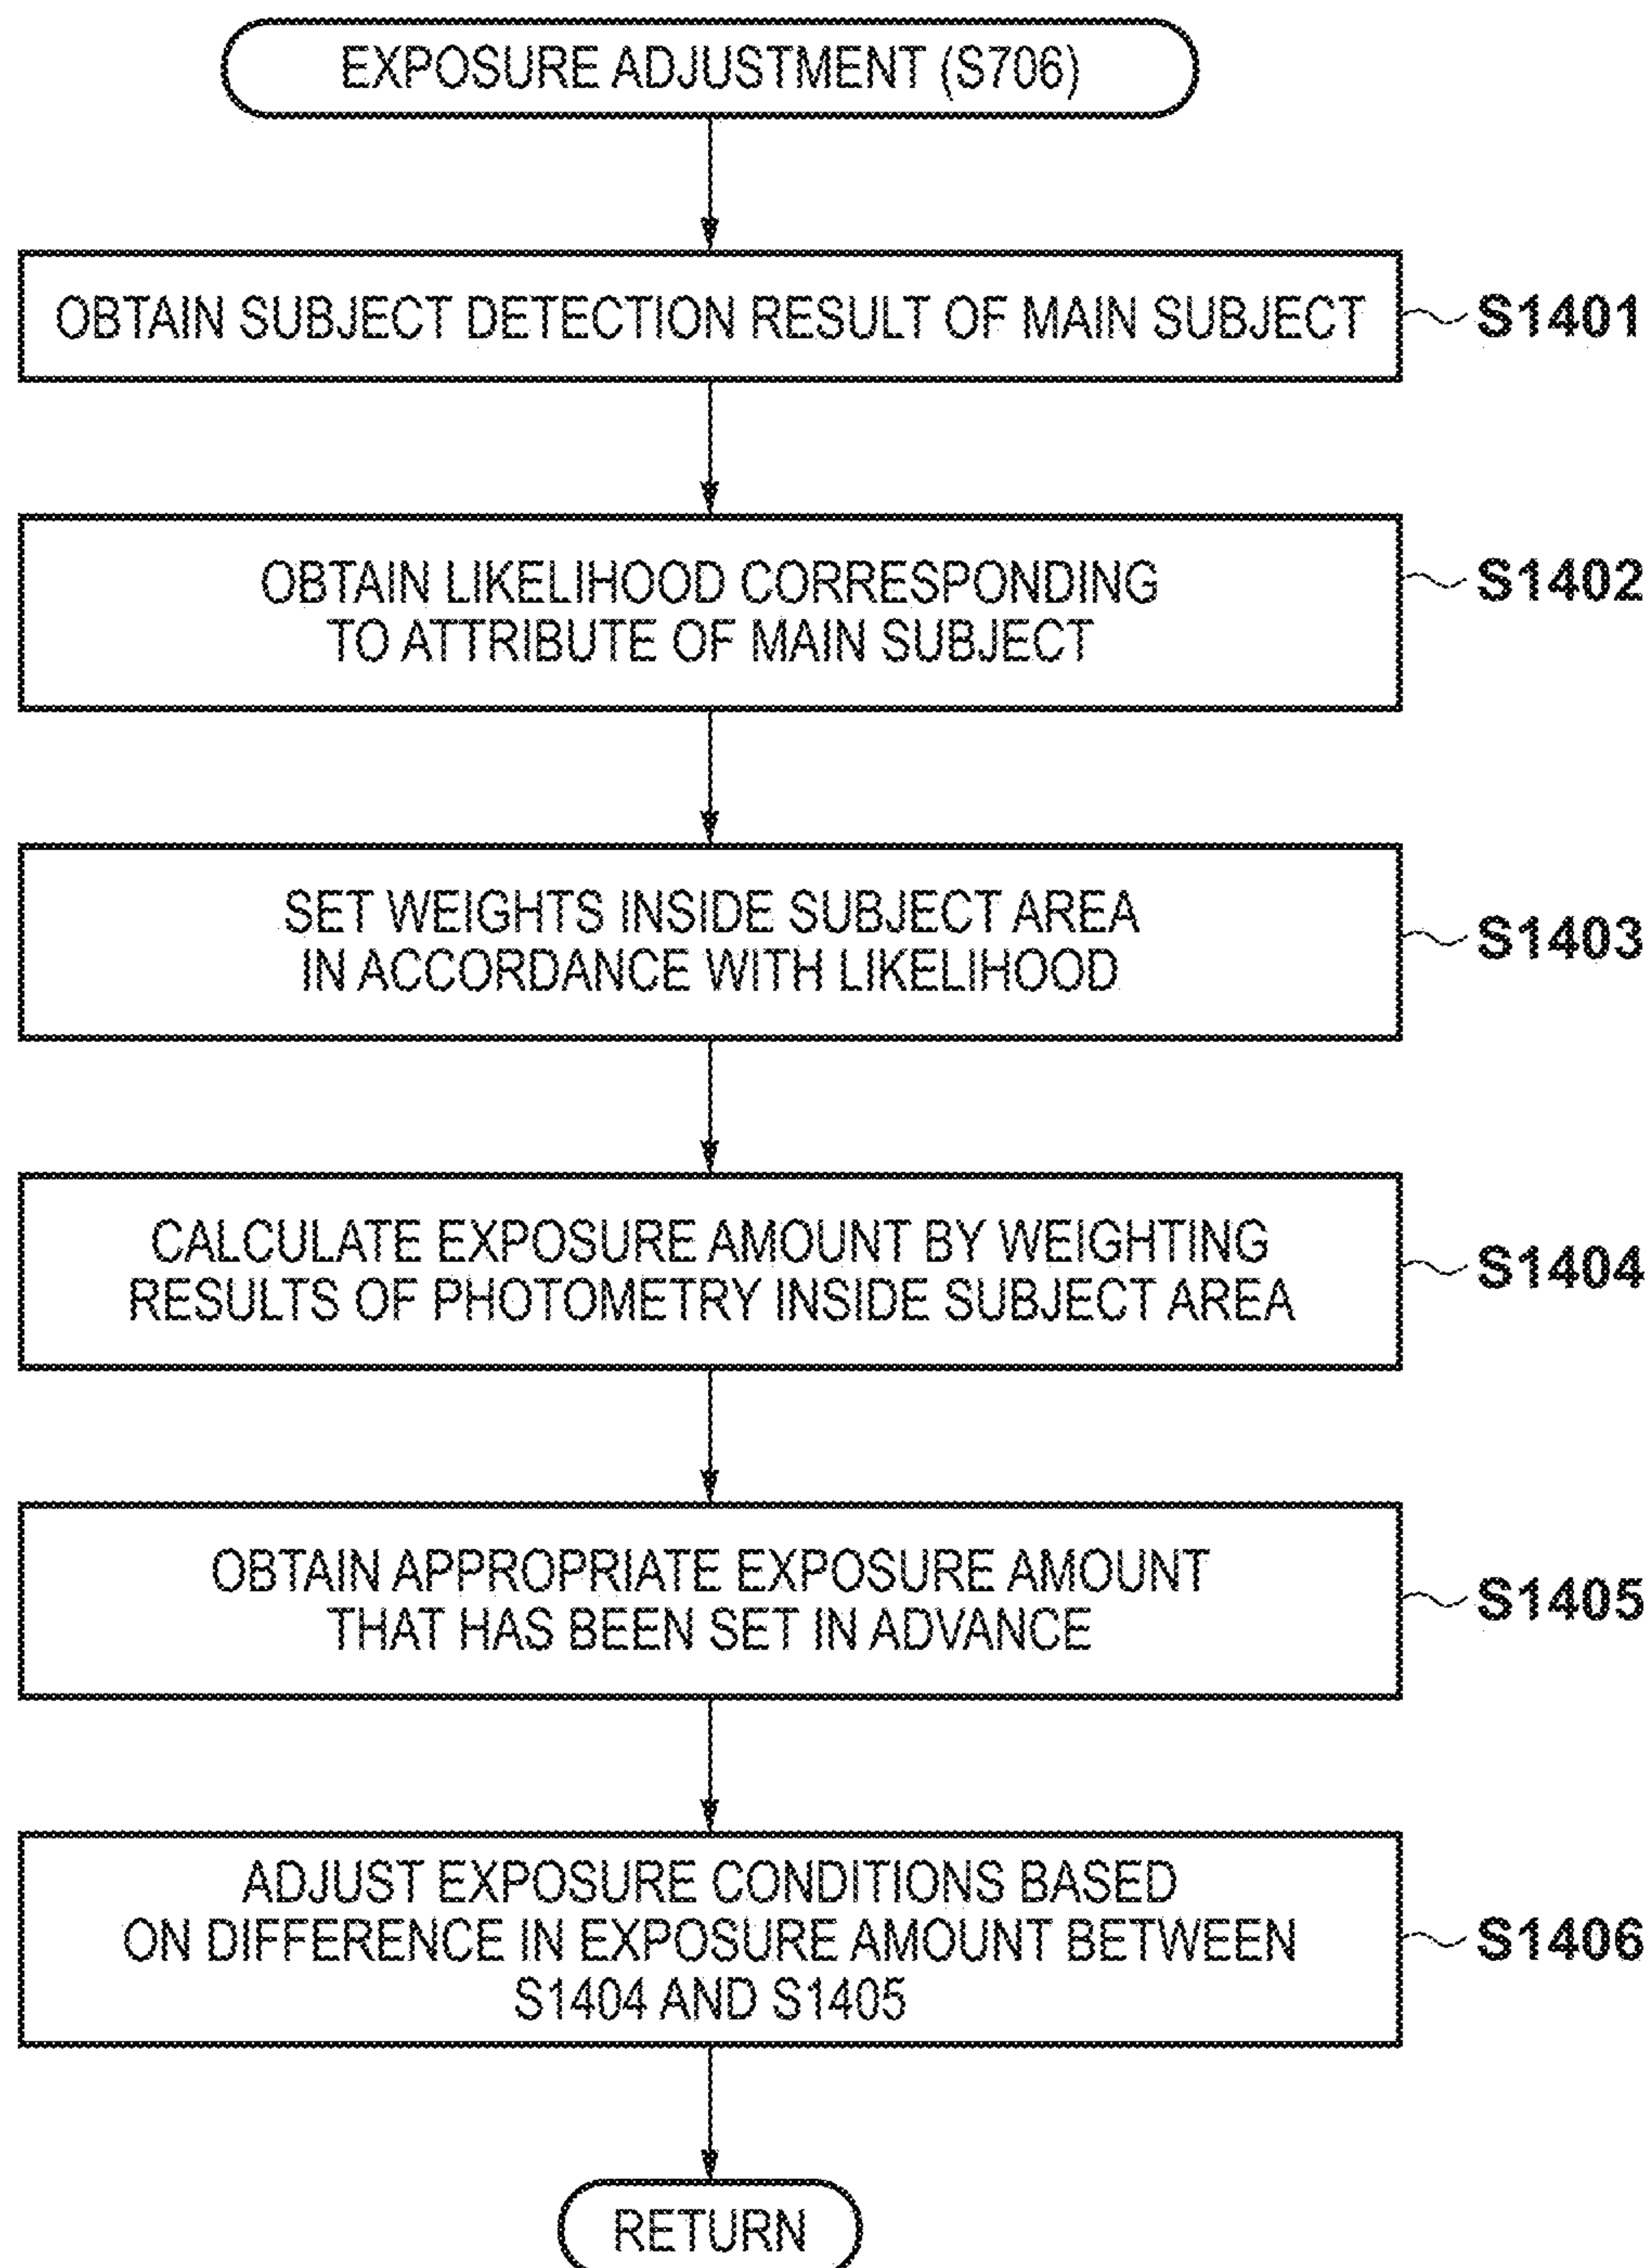 EXPOSURE ADJUSTMENT (S706)
OBTAIN SUBJECT DETECTION RESULT OF MAIN SUBJECT
S1401
OBTAIN LIKELIHOOD CORRESPONDING
TO ATTRIBUTE OF MAIN SUBJECT
S1402
SET WEIGHTS INSIDE SUBJECT AREA
IN ACCORDANCE WITH LIKELIHOOD
S1403
CALCULATE EXPOSURE AMOUNT BY WEIGHTING
RESULTS OF PHOTOMETRY INSIDE SUBJECT AREA
S1404
OBTAIN APPROPRIATE EXPOSURE AMOUNT
THAT HAS BEEN SET IN ADVANCE
S1405
ADJUST EXPOSURE CONDITIONS BASED
ON DIFFERENCE IN EXPOSURE AMOUNT BETWEEN
S1404 AND S1405
S1406
RETURN